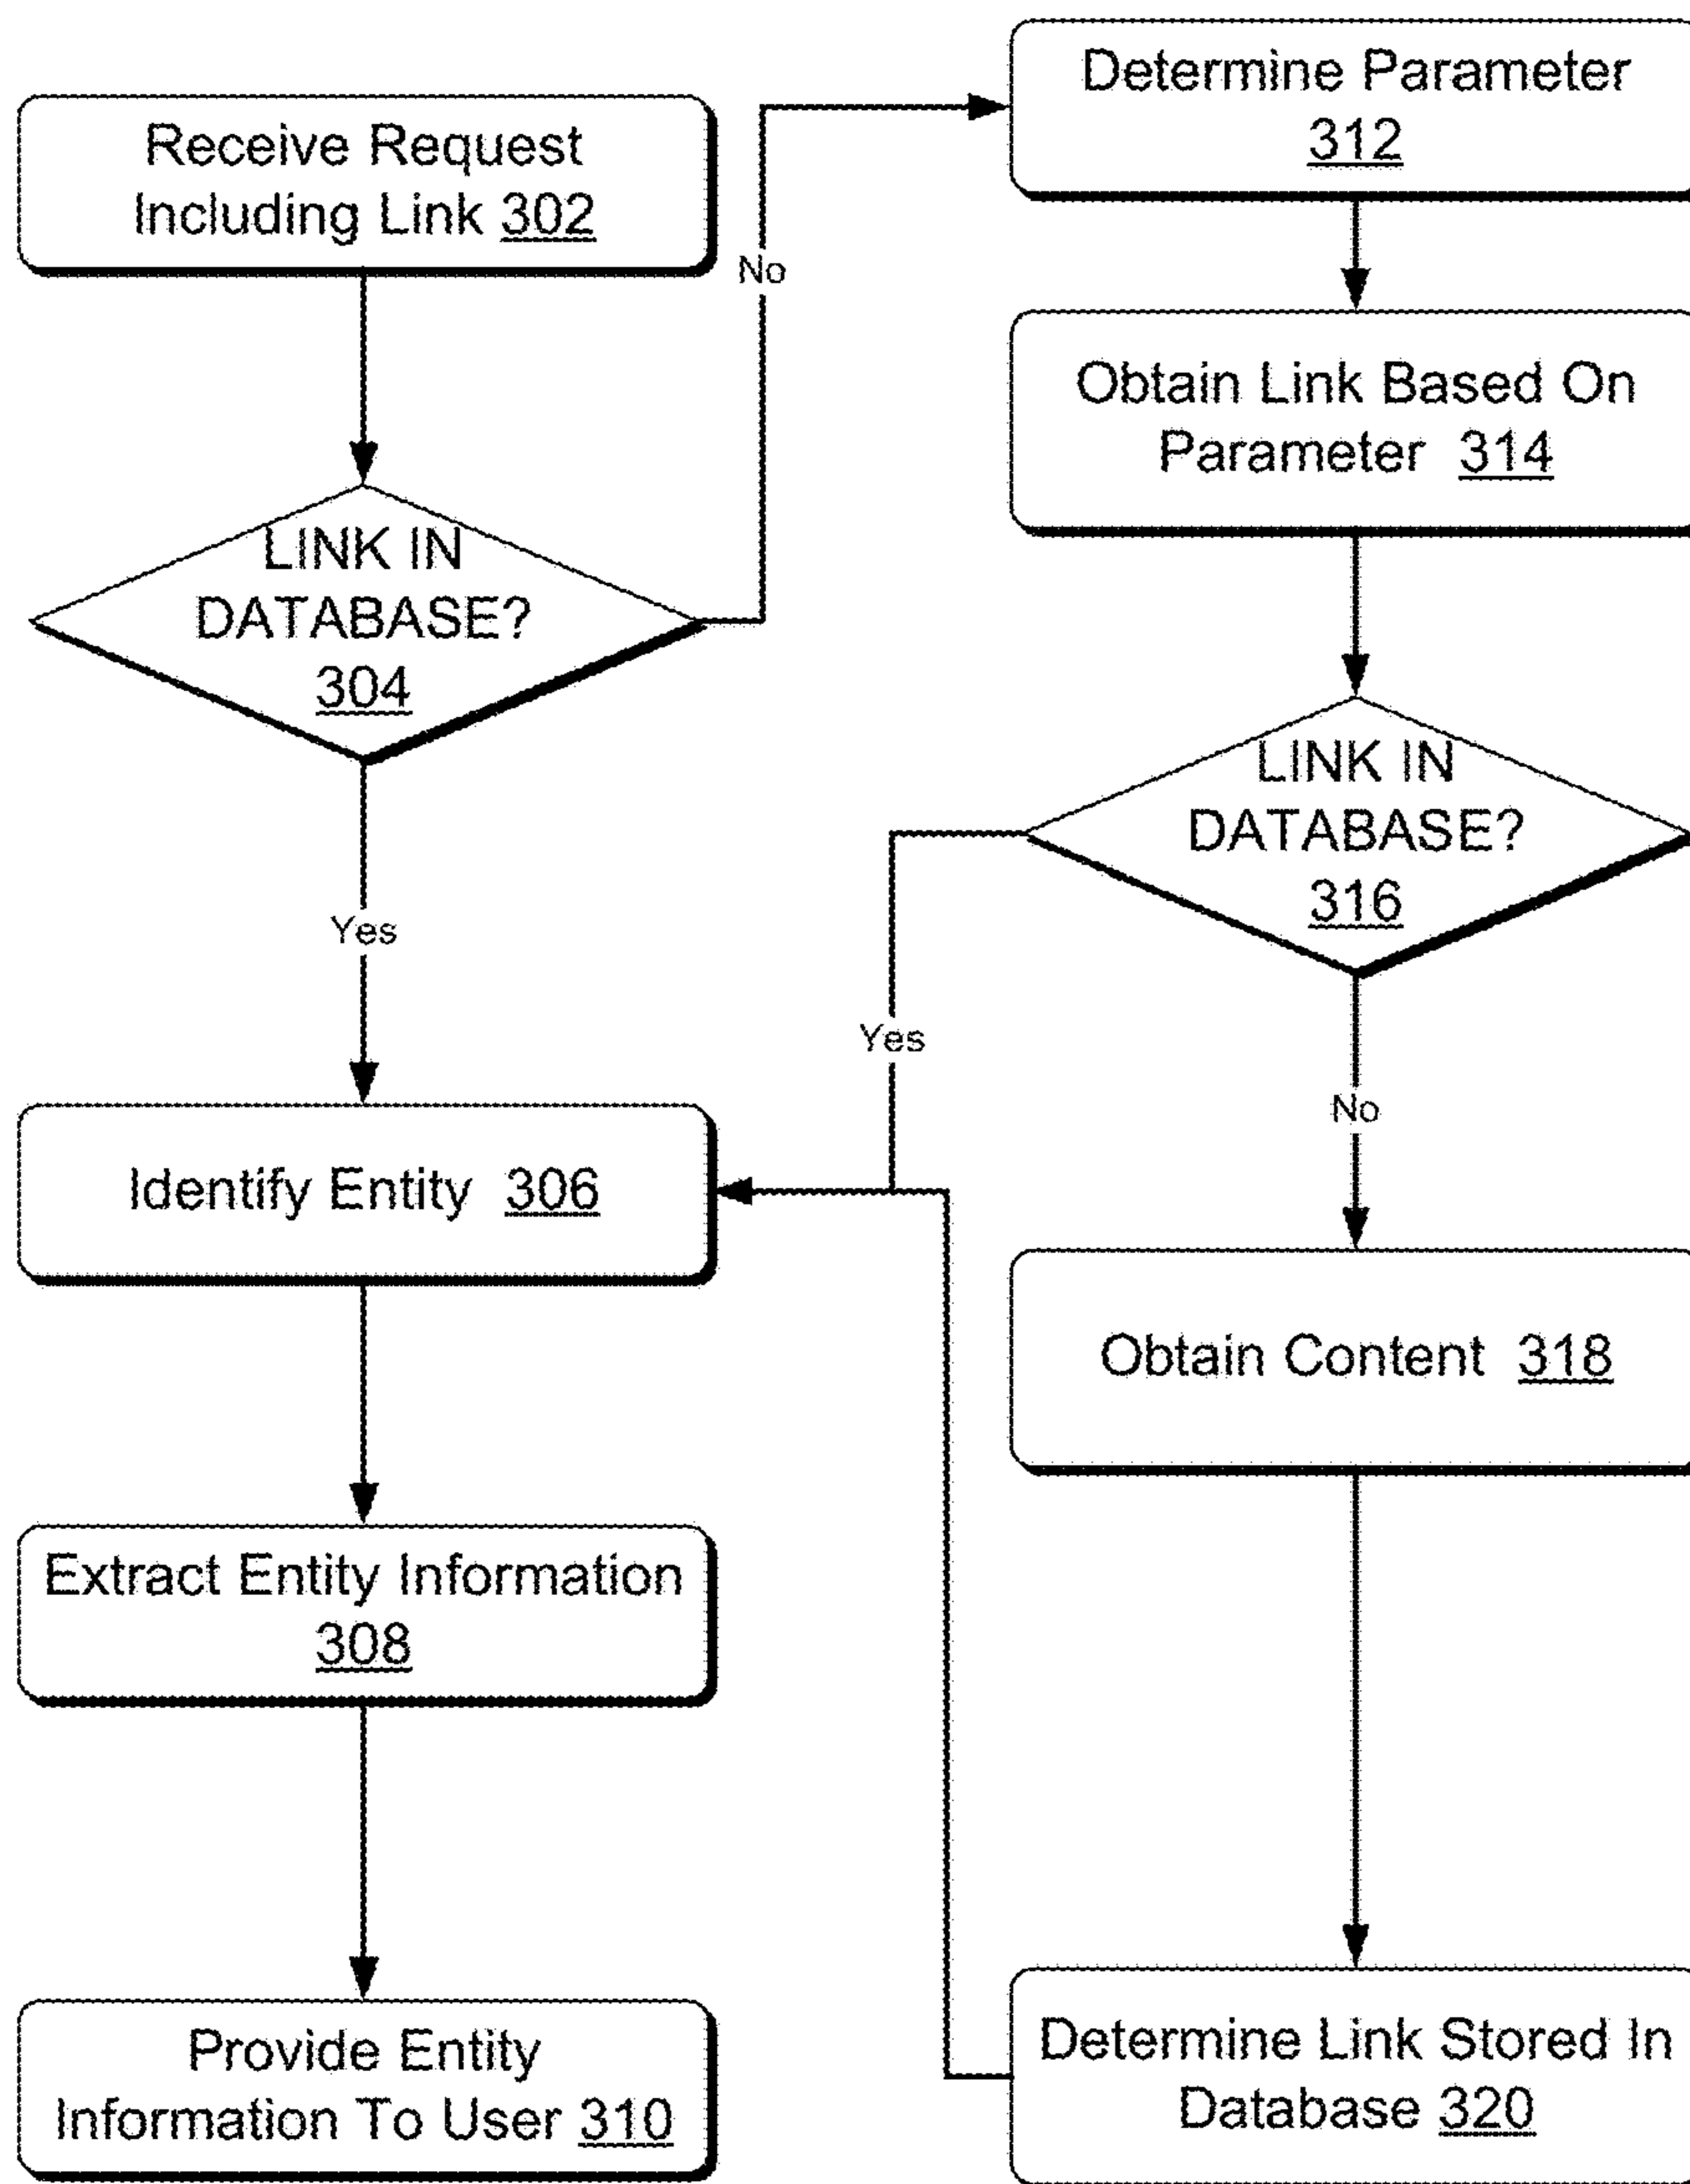 Receive Request
Including Link 302
No
LINK IN
DATABASE?
304
Yes
Identify Entity 306
Extract Entity Information
308
Provide Entity
Information To User 310
Determine Parameter
312
Obtain Link Based On
Parameter 314
LINK IN
DATABASE?
316
Yes
No
Obtain Content 318
Determine Link Stored In
Database 320